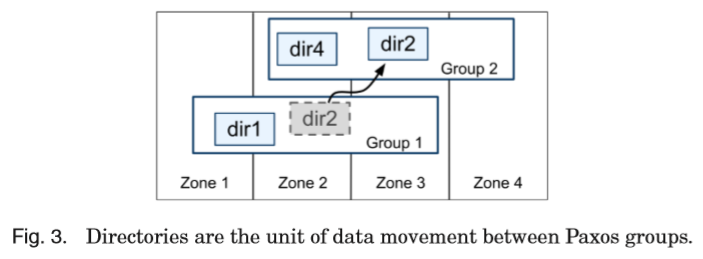 dir4
dir2
Group 2
dir1
dir2
Group 1
Zone 1
Zone 2
Zone 3
Zone 4
Fig. 3. Directories are the unit of data movement between Paxos groups.